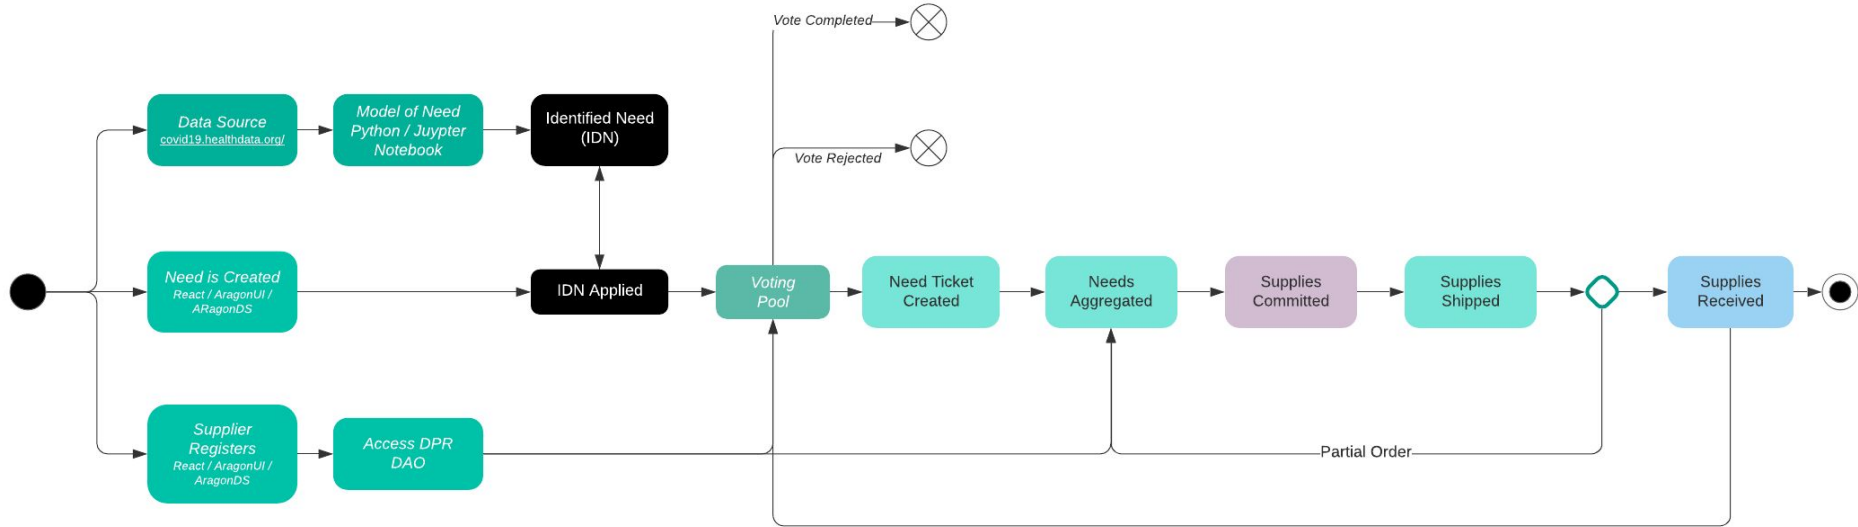 Vote Completed
Vote Rejected
Data Source
covid19.healthdata.org/
Model of Need
Python / Juypter
Notebook
Identified Need
(IDN)
Need is Created
React / AragonUI /
ARagonDS
IDN Applied
Voting
Pool
Need Ticket
Created
Needs
Aggregated
Supplies
Committed
Supplies
Shipped
Supplies
Received
Supplier
Registers
React / AragonUI /
AragonDS
Access DPR
DAO
Partial Order